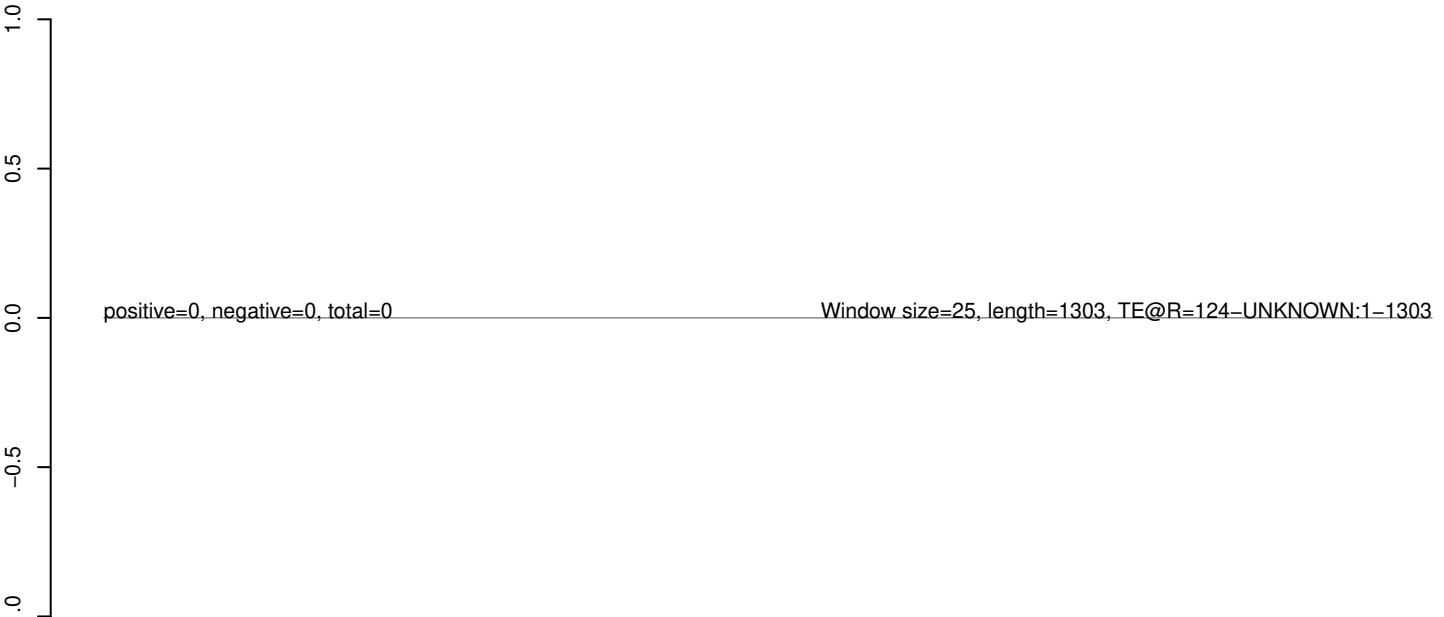 1.0
0.5
positive=0, negative=0, total=0
Window size=25, length=1303, TE@R=124−UNKNOWN:1−1303
0.0
−0.5
.0